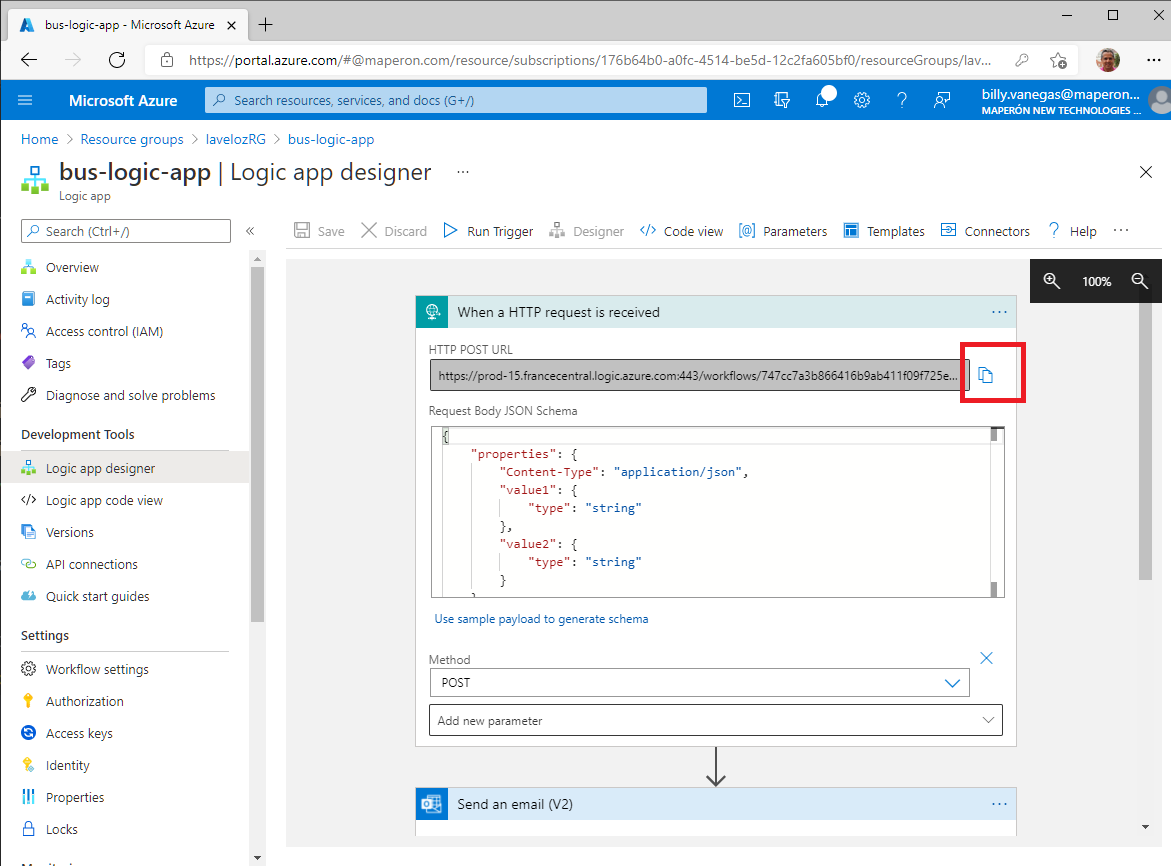 bus-logic-app - Microsoft Azure
https://portal.azure.com/#@maperon.com/resource/subscriptions/176b64b0-a0fc-4514-be5d-12c2fa605bf0/resourceGroups/lav...
Microsoft Azure
Search resources, services, and docs (G+/)
billy.vanegas@maperon...
MAPERÓN NEW TECHNOLOGIES ...
Home > Resource groups > lavelozRG > bus-logic-app
bus-logic-app | Logic app designer ...
Logic app
Search (Ctrl+/) «
Save Discard Run Trigger Designer Code view Parameters Templates Connectors Help ...
Overview
Activity log
Access control (IAM)
Tags
Diagnose and solve problems
Development Tools
Logic app designer
Logic app code view
Versions
API connections
Quick start guides
Settings
Workflow settings
Authorization
Access keys
Identity
Properties
Locks
100%
When a HTTP request is received ...
HTTP POST URL
https://prod-15.francecentral.logic.azure.com:443/workflows/747cc7a3b866416b9ab411f09f725e...
Request Body JSON Schema
{
"properties": {
"Content-Type": "application/json",
"value1": {
"type": "string"
},
"value2": {
"type": "string"
}
Use sample payload to generate schema
Method
POST
Add new parameter
Send an email (V2) ...